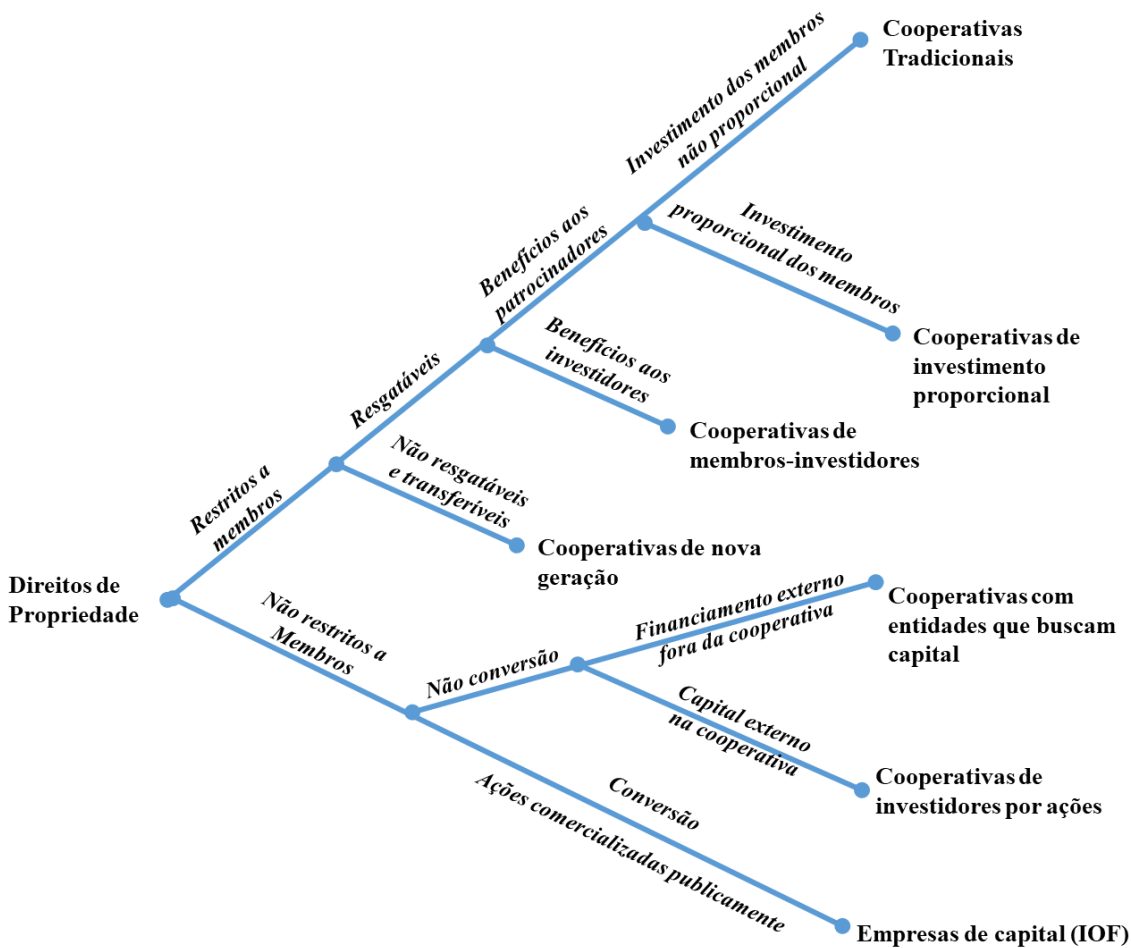 Cooperativas
Tradicionais
Investimento dos membros
não proporcional
Investimento
proporcional dos membros
Benefícios aos
patrocinadores
Cooperativas de
investimento
proporcional
Benefícios aos
investidores
Resgatáveis
Cooperativas de
membros-investidores
Não resgatáveis
e transferíveis
Restritos a
membros
Cooperativas de nova
geração
Direitos de
Propriedade
Não restritos a
Membros
Financiamento externo
fora da cooperativa
Cooperativas com
entidades que buscam
capital
Não conversão
Capital externo
na cooperativa
Cooperativas de
investidores por ações
Conversão
Ações comercializadas publicamente
Empresas de capital (IOF)